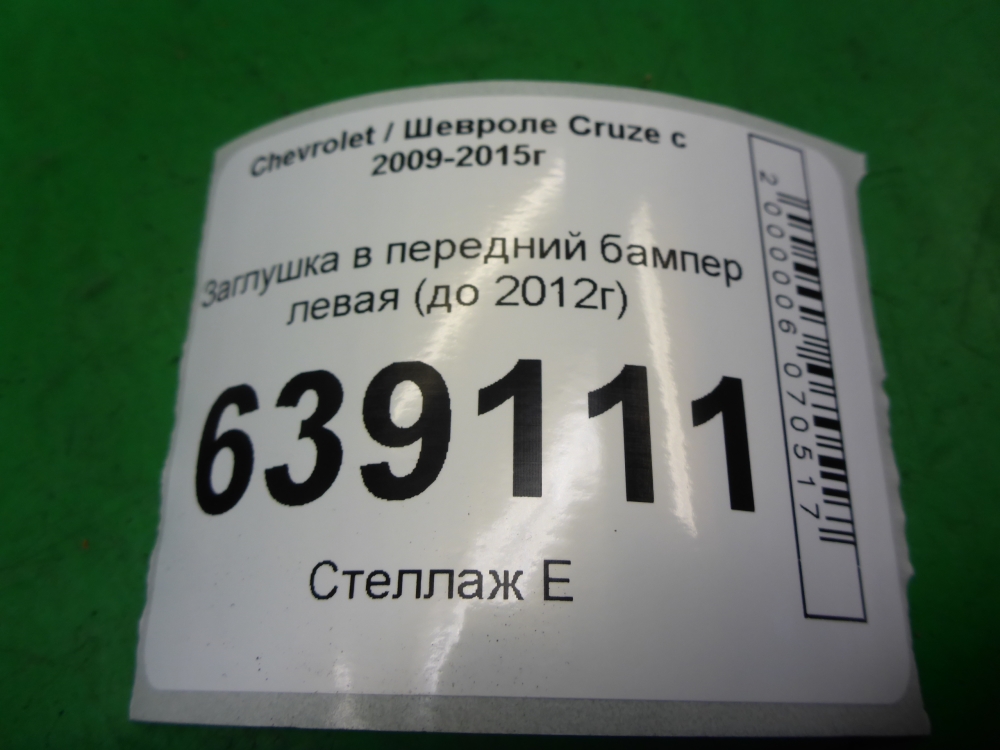 Chevrolet / Шевроле Cruze с
2009-2015г
Заглушка в передний бампер
левая (до 2012г)
639111
Стеллаж Е
2000006070517